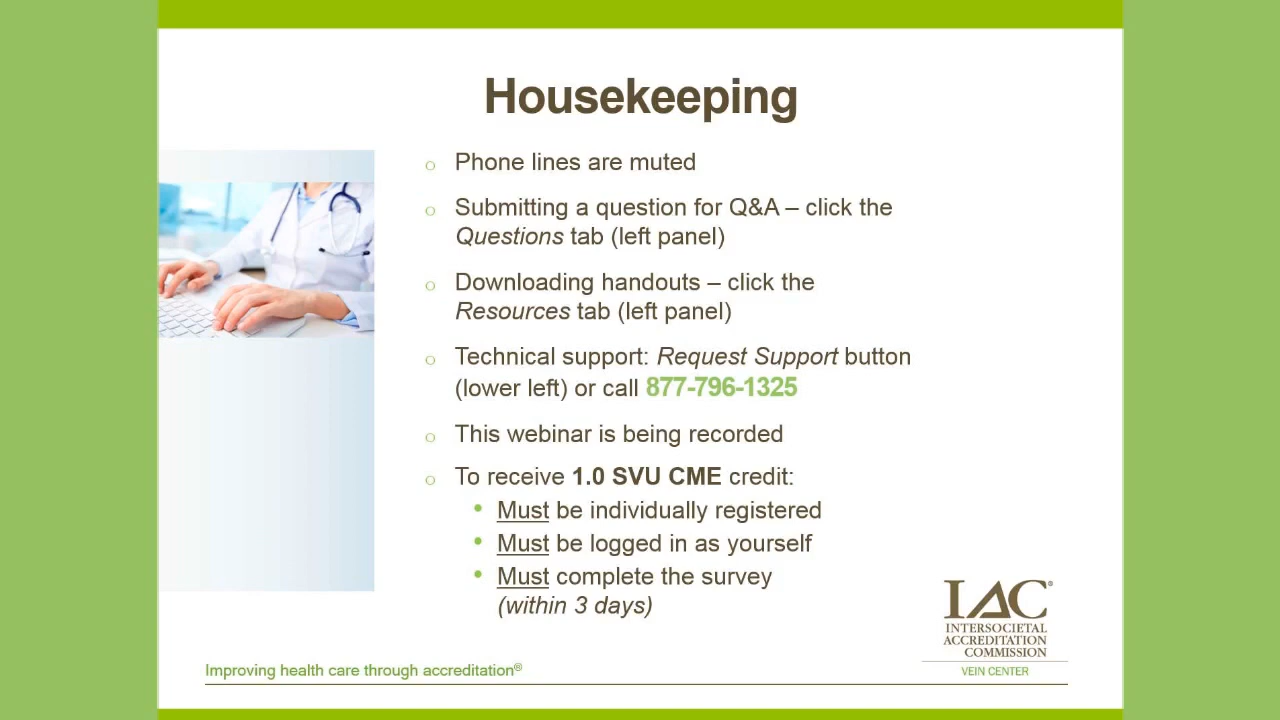 Housekeeping
o Phone lines are muted
o Submitting a question for Q&A – click the
Questions tab (left panel)
o Downloading handouts – click the
Resources tab (left panel)
o Technical support: Request Support button
(lower left) or call 877-796-1325
o This webinar is being recorded
o To receive 1.0 SVU CME credit:
• Must be individually registered
• Must be logged in as yourself
• Must complete the survey
(within 3 days)
IAC®
INTERSOCIETAL
ACCREDITATION
COMMISSION
VEIN CENTER
Improving health care through accreditation®